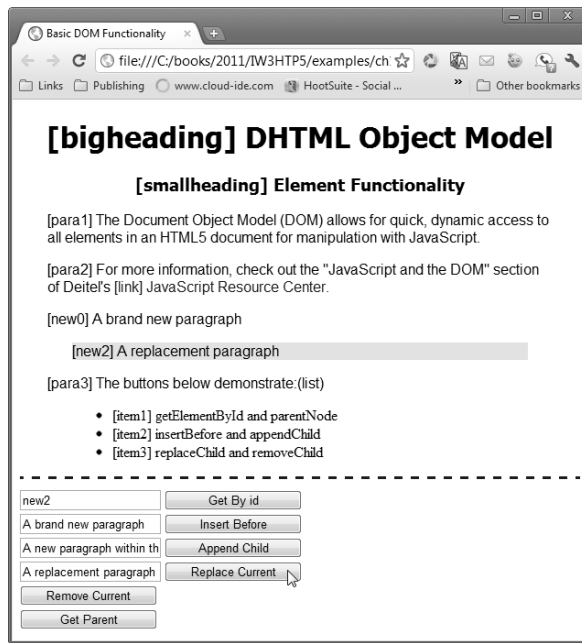 Basic DOM Functionality
file:///C:/books/2011/IW3HTP5/examples/ch
Links Publishing www.cloud-ide.com HootSuite - Social ... » Other bookmarks
[bigheading] DHTML Object Model
[smallheading] Element Functionality
[para1] The Document Object Model (DOM) allows for quick, dynamic access to
all elements in an HTML5 document for manipulation with JavaScript.
[para2] For more information, check out the "JavaScript and the DOM" section
of Deitel's [link] JavaScript Resource Center.
[new0] A brand new paragraph
[new2] A replacement paragraph
[para3] The buttons below demonstrate:(list)
• [item1] getElementById and parentNode
• [item2] insertBefore and appendChild
• [item3] replaceChild and removeChild
new2 Get By id
A brand new paragraph Insert Before
A new paragraph within th Append Child
A replacement paragraph Replace Current
Remove Current
Get Parent